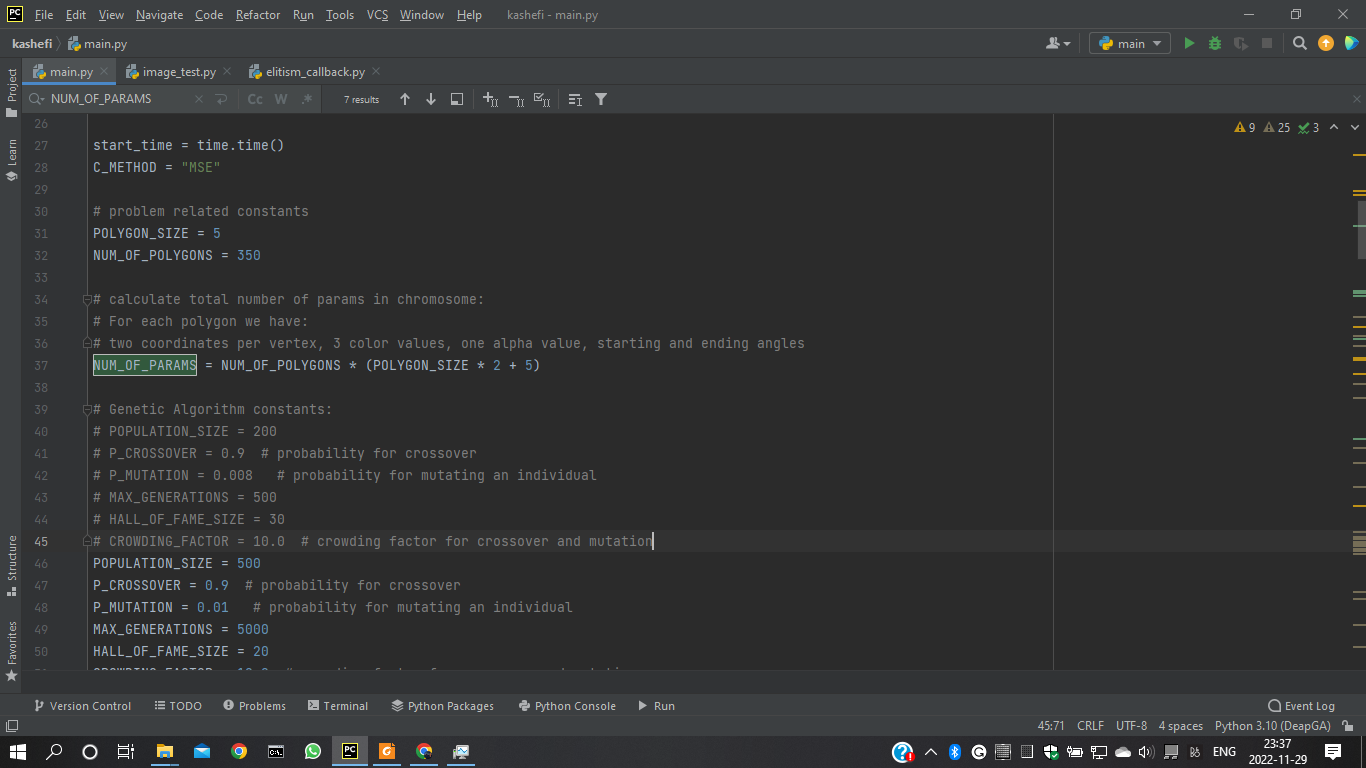 PC File Edit View Navigate Code Refactor Run Tools VCS Window Help kashefi - main.py
kashefi main.py main
main.py image_test.py elitism_callback.py
NUM_OF_PARAMS Cc W .* 7 results
26 9 25 3
27 start_time = time.time()
28 C_METHOD = "MSE"
29
30 # problem related constants
31 POLYGON_SIZE = 5
32 NUM_OF_POLYGONS = 350
33
34 # calculate total number of params in chromosome:
35 # For each polygon we have:
36 # two coordinates per vertex, 3 color values, one alpha value, starting and ending angles
37 NUM_OF_PARAMS = NUM_OF_POLYGONS * (POLYGON_SIZE * 2 + 5)
38
39 # Genetic Algorithm constants:
40 # POPULATION_SIZE = 200
41 # P_CROSSOVER = 0.9  # probability for crossover
42 # P_MUTATION = 0.008   # probability for mutating an individual
43 # MAX_GENERATIONS = 500
44 # HALL_OF_FAME_SIZE = 30
45 # CROWDING_FACTOR = 10.0  # crowding factor for crossover and mutation
46 POPULATION_SIZE = 500
47 P_CROSSOVER = 0.9  # probability for crossover
48 P_MUTATION = 0.01   # probability for mutating an individual
49 MAX_GENERATIONS = 5000
50 HALL_OF_FAME_SIZE = 20
Project
Learn
Structure
Favorites
Version Control TODO Problems Terminal Python Packages Python Console Run Event Log
45:71 CRLF UTF-8 4 spaces Python 3.10 (DeapGA)
PC ENG 23:37
2022-11-29